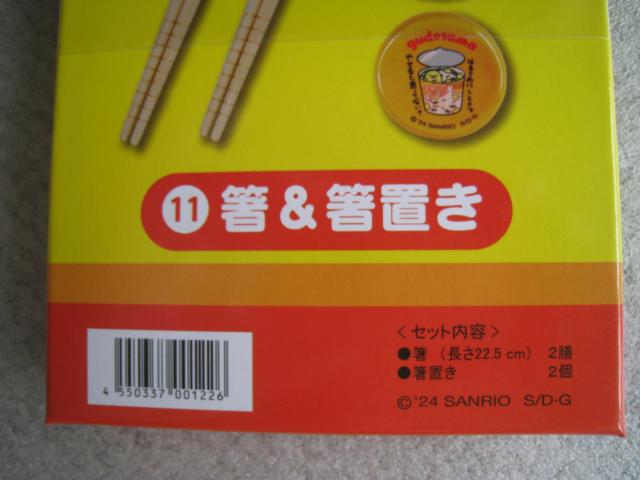 gudetama
©'24 SANRIO S/D·G
⑪ 箸&箸置き
<セット内容>
●箸 (長さ22.5 cm) 2膳
●箸置き 2個
©'24 SANRIO S/D·G
4 550337 001226